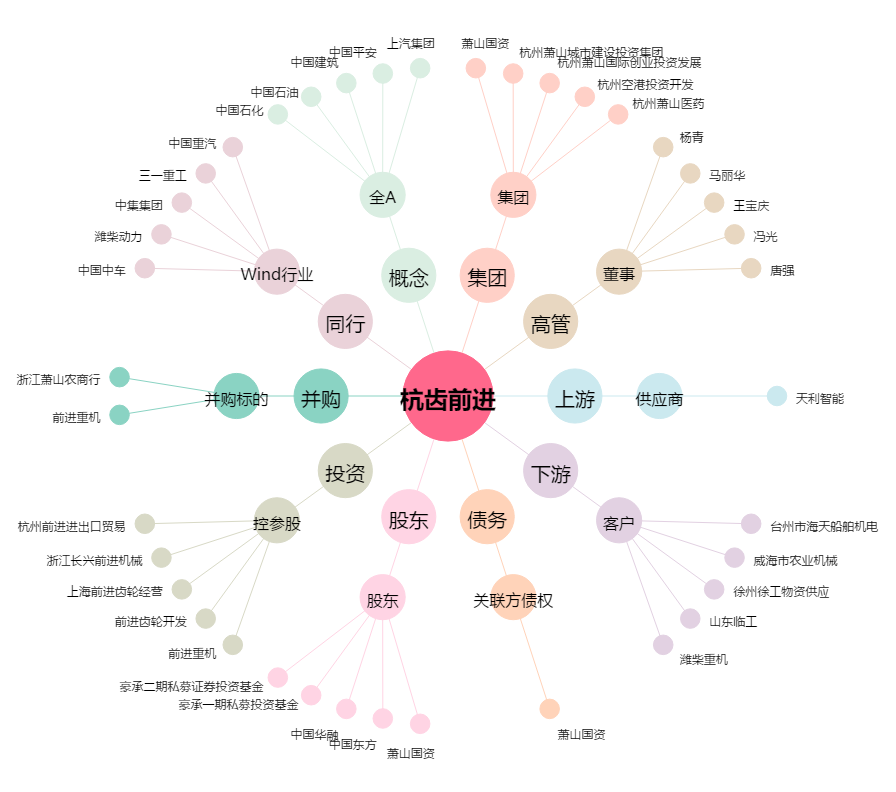 上汽集团
中国平安
中国建筑
中国石油
中国石化
萧山国资
杭州萧山城市建设投资集团
杭州萧山国际创业投资发展
杭州空港投资开发
杭州萧山医药
中国重汽
三一重工
中集集团
潍柴动力
中国中车
全A
集团
杨青
马丽华
王宝庆
冯光
唐强
Wind行业
概念
集团
董事
同行
高管
浙江萧山农商行
前进重机
并购标的
并购
杭齿前进
上游
供应商
天利智能
投资
下游
控参股
股东
债务
客户
杭州前进进出口贸易
浙江长兴前进机械
上海前进齿轮经营
前进齿轮开发
前进重机
台州市海天船舶机电
威海市农业机械
徐州徐工物资供应
山东临工
潍柴重机
股东
关联方债权
豪承二期私募证券投资基金
豪承一期私募投资基金
中国华融
中国东方
萧山国资
萧山国资